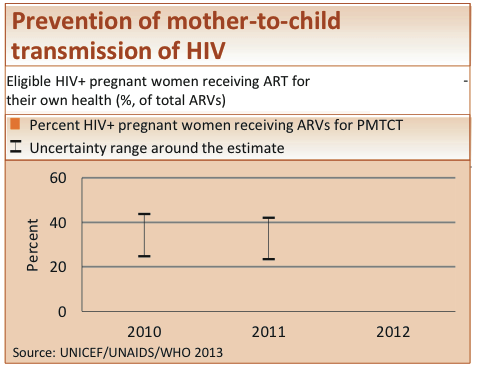 Prevention of mother-to-child
transmission of HIV
Eligible HIV+ pregnant women receiving ART for -
their own health (%, of total ARVs)
Percent HIV+ pregnant women receiving ARVs for PMTCT
Uncertainty range around the estimate
60
40
20
0
Percent
2010 2011 2012
Source: UNICEF/UNAIDS/WHO 2013